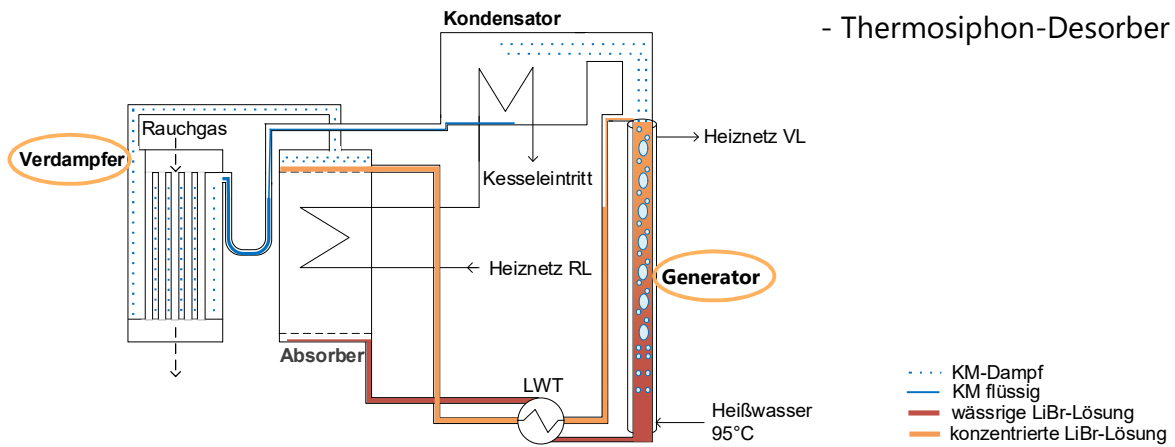 Kondensator
- Thermosiphon-Desorber
Rauchgas
Verdampfer
Heiznetz VL
Kesseleintritt
Heiznetz RL
Generator
Absorber
LWT
Heißwasser
95°C
KM-Dampf
KM flüssig
wässrige LiBr-Lösung
konzentrierte LiBr-Lösung